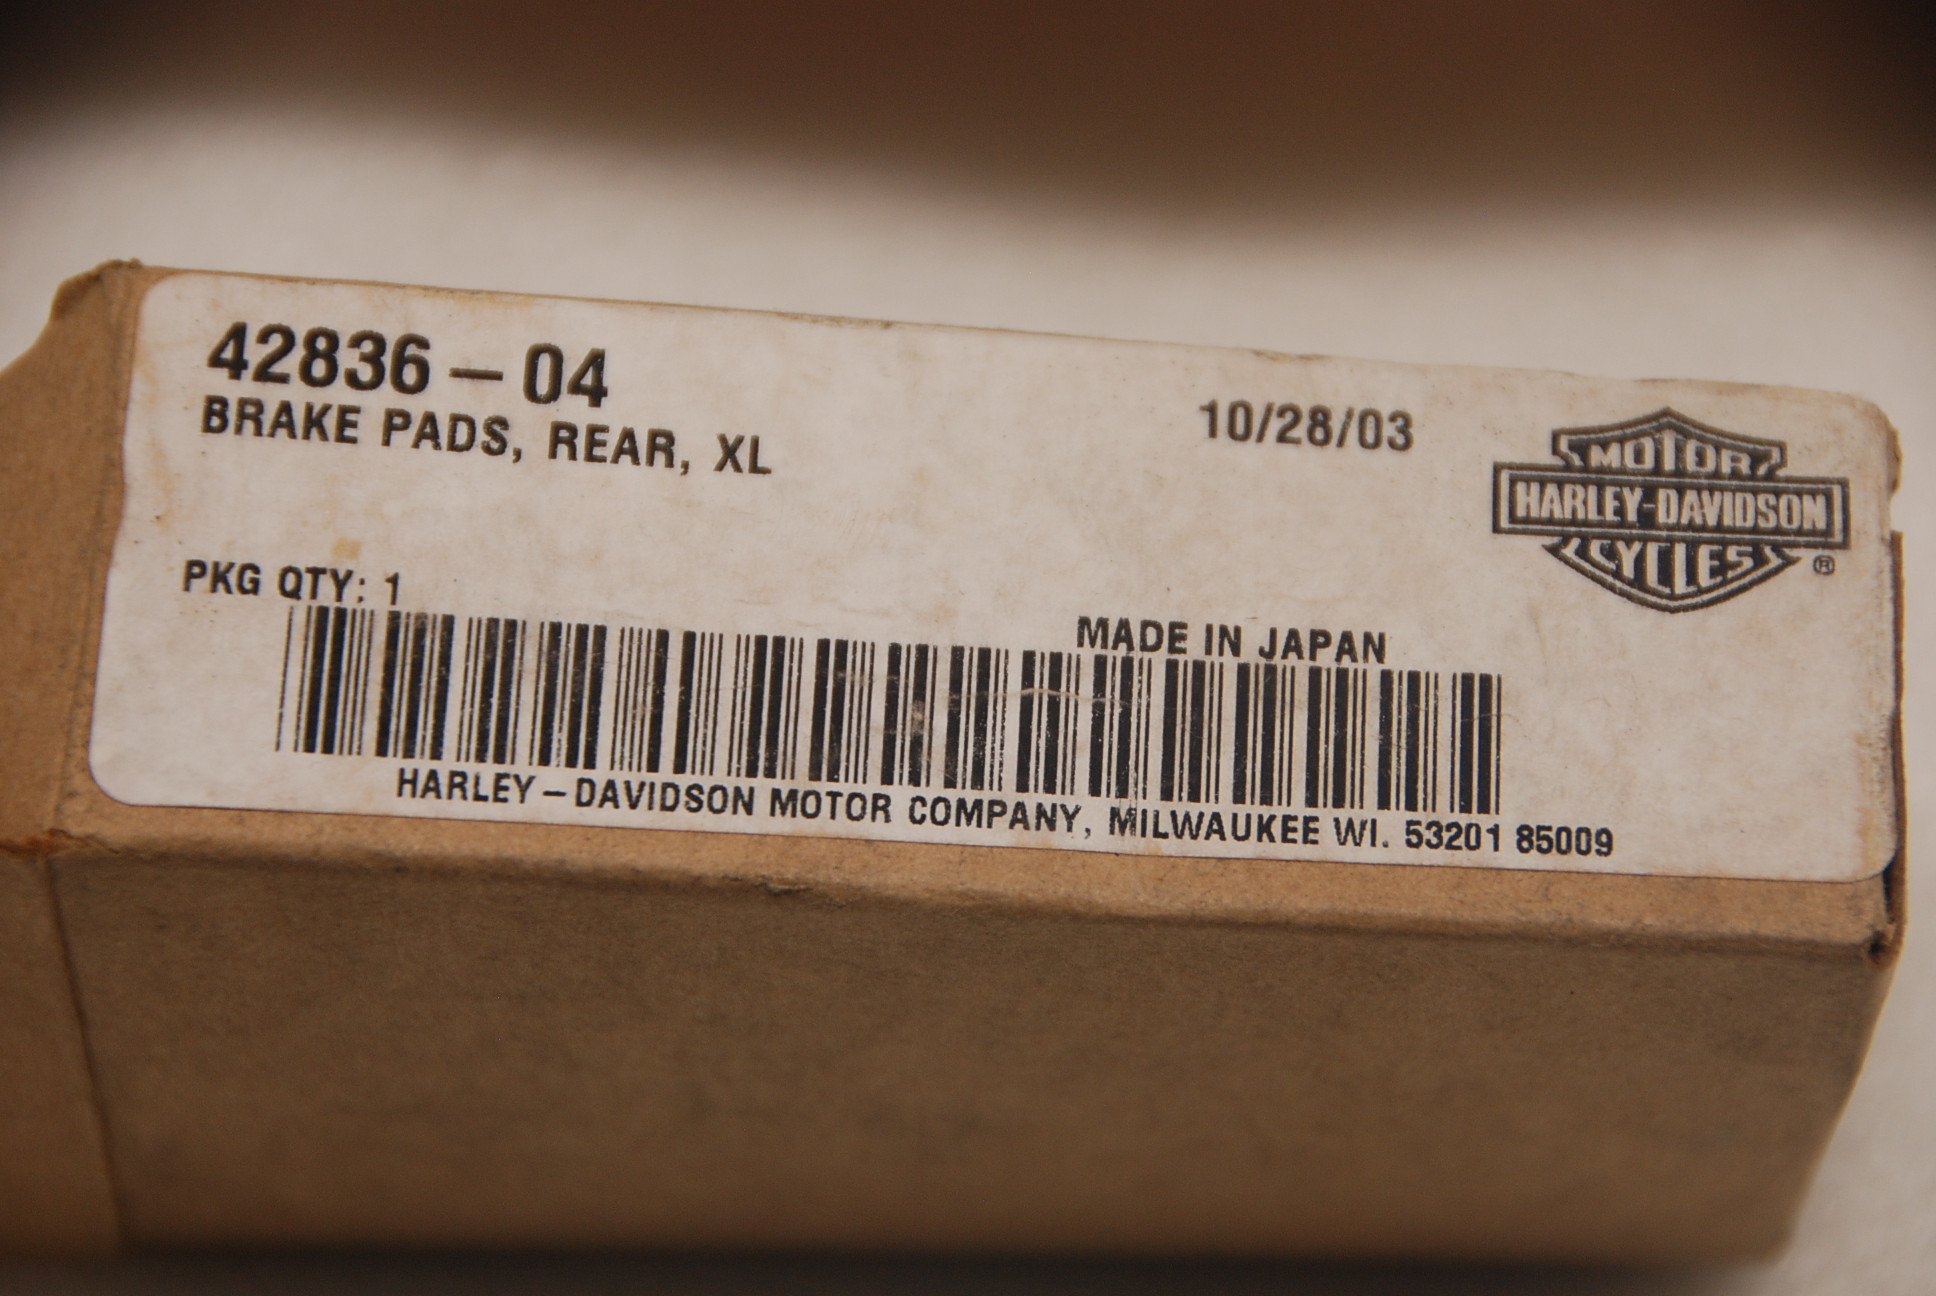 42836-04
BRAKE PADS, REAR, XL
10/28/03
MOTOR
HARLEY-DAVIDSON
CYCLES
®
PKG QTY: 1
MADE IN JAPAN
HARLEY-DAVIDSON MOTOR COMPANY, MILWAUKEE WI. 53201 85009